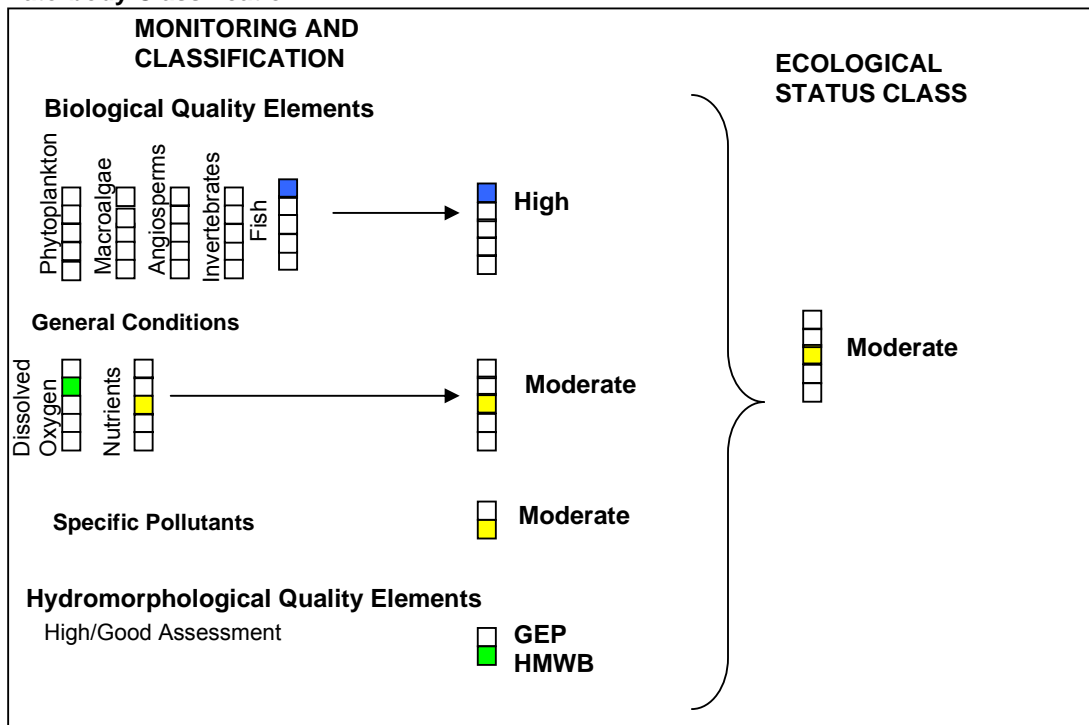 MONITORING AND
CLASSIFICATION
ECOLOGICAL
STATUS CLASS
Biological Quality Elements
Phytoplankton
Macroalgae
Angiosperms
Invertebrates
Fish
High
General Conditions
Dissolved
Oxygen
Nutrients
Moderate
Moderate
Specific Pollutants
Moderate
Hydromorphological Quality Elements
High/Good Assessment
GEP
HMWB